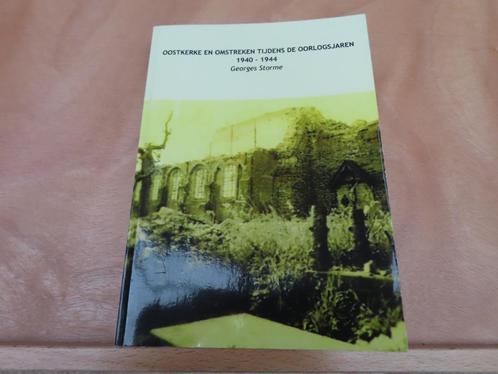 OOSTKERKE EN OMSTREKEN TIJDENS DE OORLOGSJAREN
1940 - 1944
Georges Storme